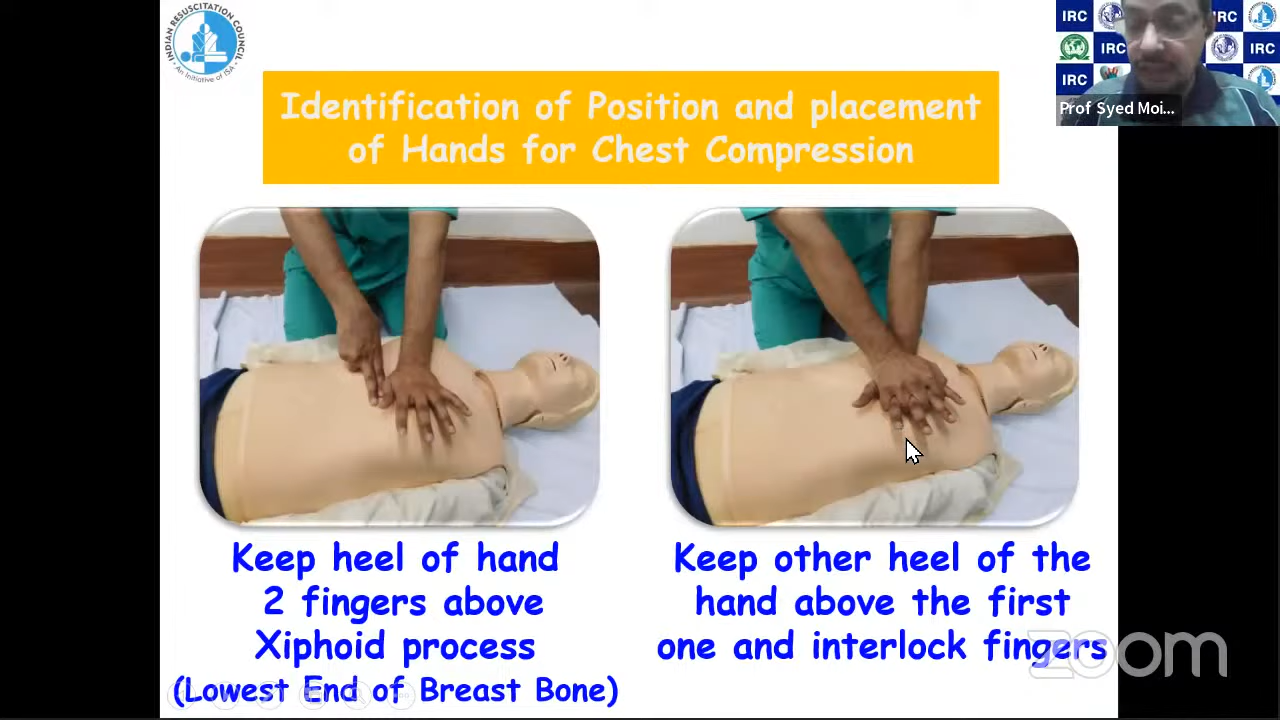 INDIAN RESUSCITATION COUNCIL
An Initiative of ISA
Identification of Position and placement
of Hands for Chest Compression
IRC
IRC
IRC
IRC
IRC
Prof Syed Moi...
Keep heel of hand
2 fingers above
Xiphoid process
(Lowest End of Breast Bone)
Keep other heel of the
hand above the first
one and interlock fingers
zoom